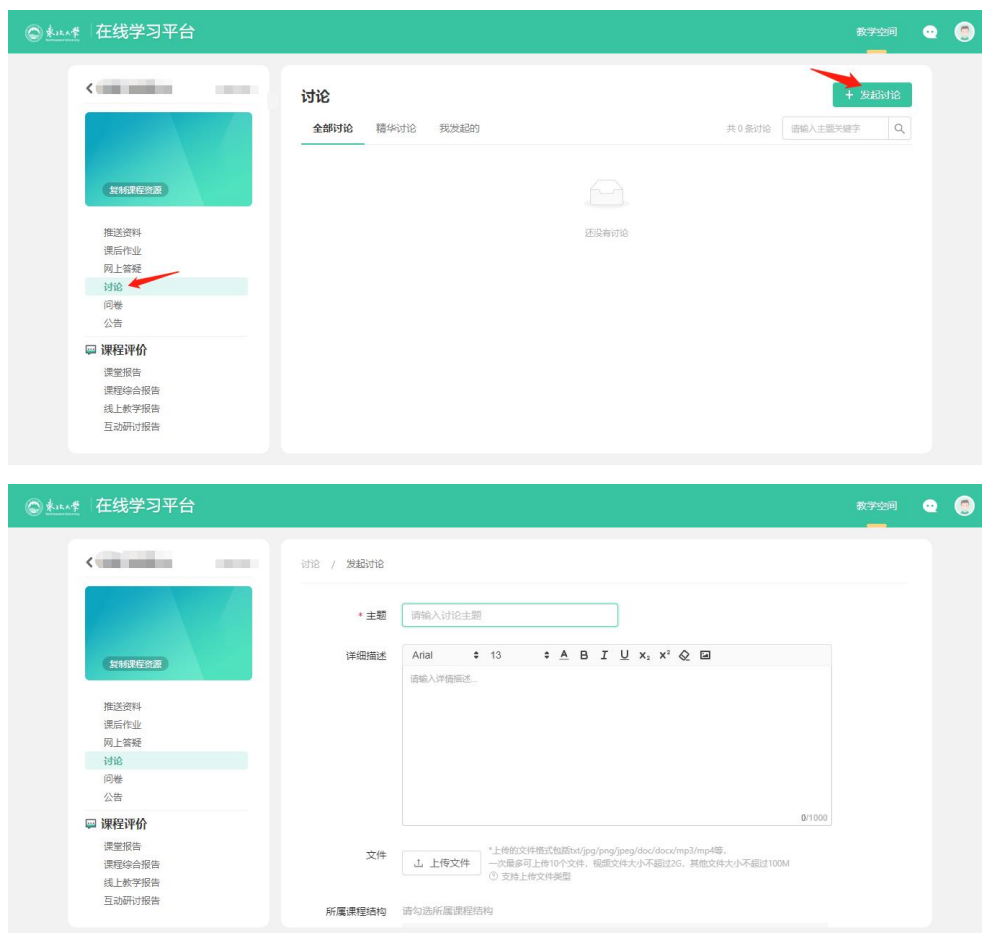 东北大学 在线学习平台 教学空间
讨论
+ 发起讨论
全部讨论 精华讨论 我发起的 共 0 条讨论 请输入主题关键字
复制课程资源
还没有讨论
推送资料
课后作业
网上答疑
讨论
问卷
公告
课程评价
课堂报告
课程综合报告
线上教学报告
互动研讨报告
东北大学 在线学习平台 教学空间
讨论 / 发起讨论
* 主题 请输入讨论主题
详细描述 Arial 13 A B I U X₂ X²
请输入详情描述...
0/1000
复制课程资源
推送资料
课后作业
网上答疑
讨论
问卷
公告
课程评价
课堂报告
课程综合报告
线上教学报告
互动研讨报告
文件 上传文件
*上传的文件格式包括txt/jpg/png/jpeg/doc/docx/mp3/mp4等,
一次最多可上传10个文件, 视频文件大小不超过2G, 其他文件大小不超过100M
支持上传文件类型
所属课程结构 请勾选所属课程结构